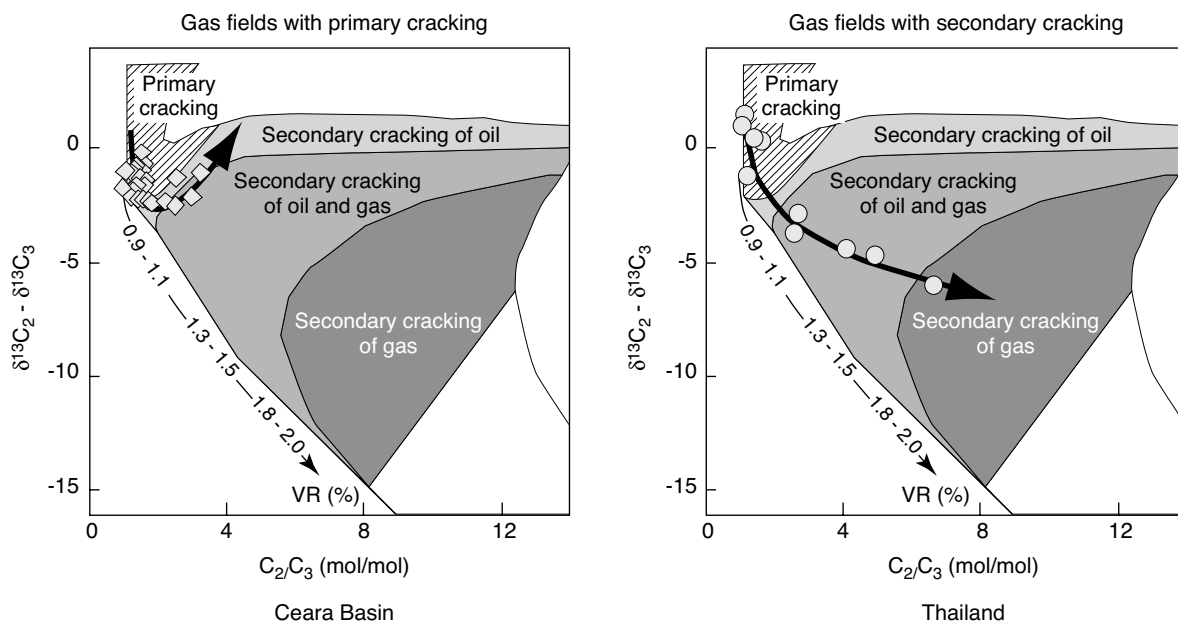 Gas fields with primary cracking
Primary
cracking
Secondary cracking of oil
Secondary cracking
of oil and gas
Secondary cracking
of gas
0
-5
-10
-15
δ¹³C₂ - δ¹³C₃
0.9 - 1.1
1.3 - 1.5
1.8 - 2.0
VR (%)
0
4
8
12
C₂/C₃ (mol/mol)
Ceara Basin
Gas fields with secondary cracking
Primary
cracking
Secondary cracking of oil
Secondary cracking
of oil and gas
Secondary cracking
of gas
0
-5
-10
-15
δ¹³C₂ - δ¹³C₃
0.9 - 1.1
1.3 - 1.5
1.8 - 2.0
VR (%)
0
4
8
12
C₂/C₃ (mol/mol)
Thailand